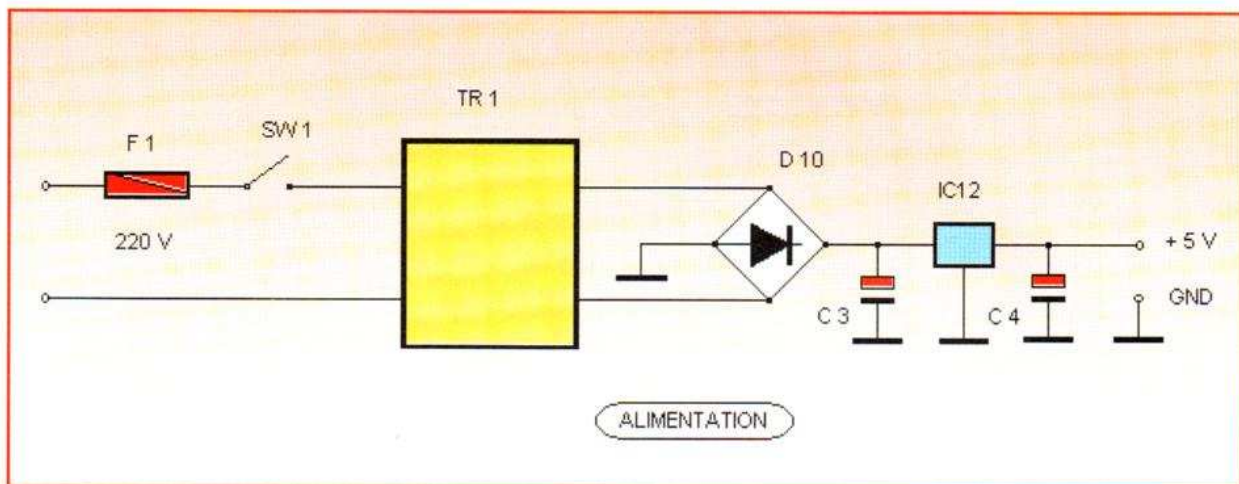 TR 1
F 1
SW 1
D 10
IC12
220 V
+ 5 V
GND
C 3
C 4
ALIMENTATION